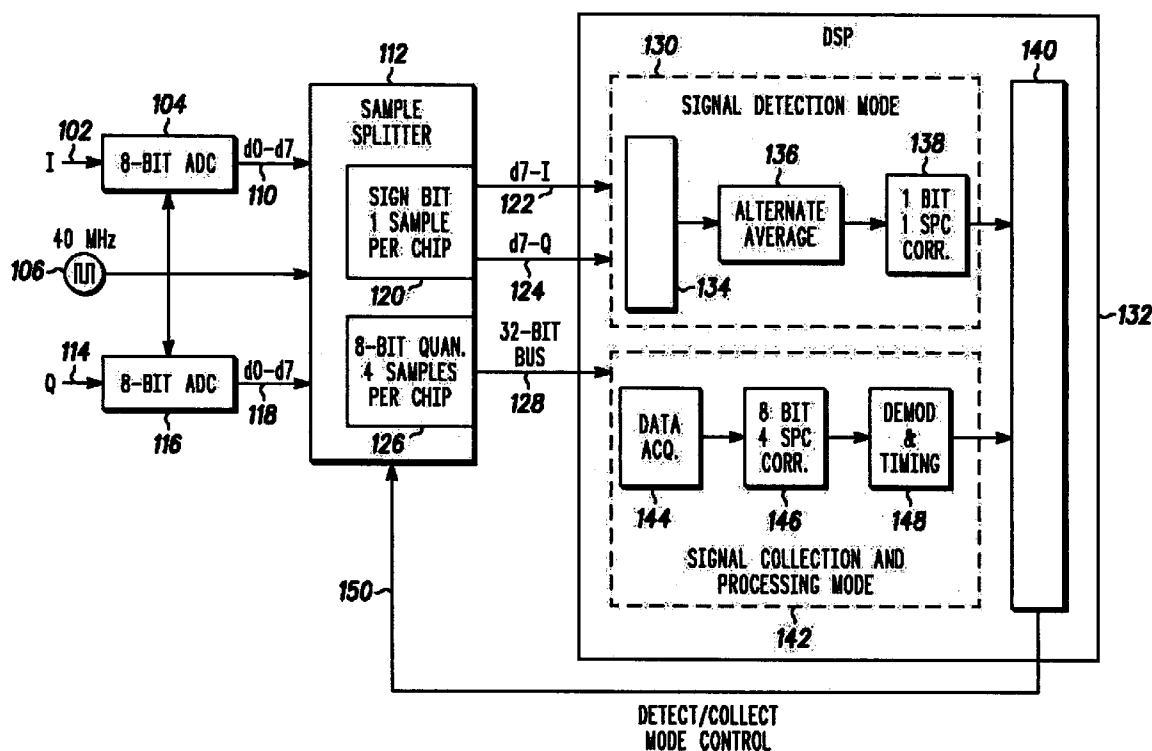 DSP
130
140
112
SIGNAL DETECTION MODE
SAMPLE
SPLITTER
104
102
I
8-BIT ADC
d0-d7
110
138
136
d7-I
122
SIGN BIT
1 SAMPLE
PER CHIP
ALTERNATE
AVERAGE
1 BIT
1 SPC
CORR.
40 MHz
106
d7-Q
124
120
134
132
32-BIT
BUS
128
8-BIT QUAN.
4 SAMPLES
PER CHIP
114
Q
8-BIT ADC
d0-d7
118
116
126
DATA
ACQ.
8 BIT
4 SPC
CORR.
DEMOD
&
TIMING
144
146
148
SIGNAL COLLECTION AND
PROCESSING MODE
150
142
DETECT/COLLECT
MODE CONTROL